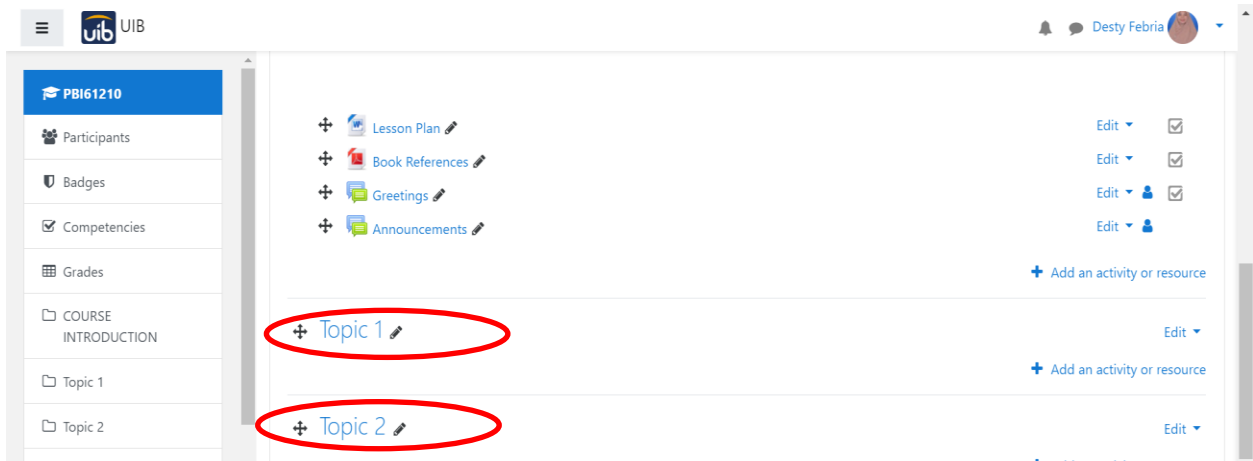 uib UIB
Desty Febria
PBI61210
Participants
Badges
Competencies
Grades
COURSE
INTRODUCTION
Topic 1
Topic 2
Lesson Plan Edit
Book References Edit
Greetings Edit
Announcements Edit
Add an activity or resource
Topic 1 Edit
Add an activity or resource
Topic 2 Edit